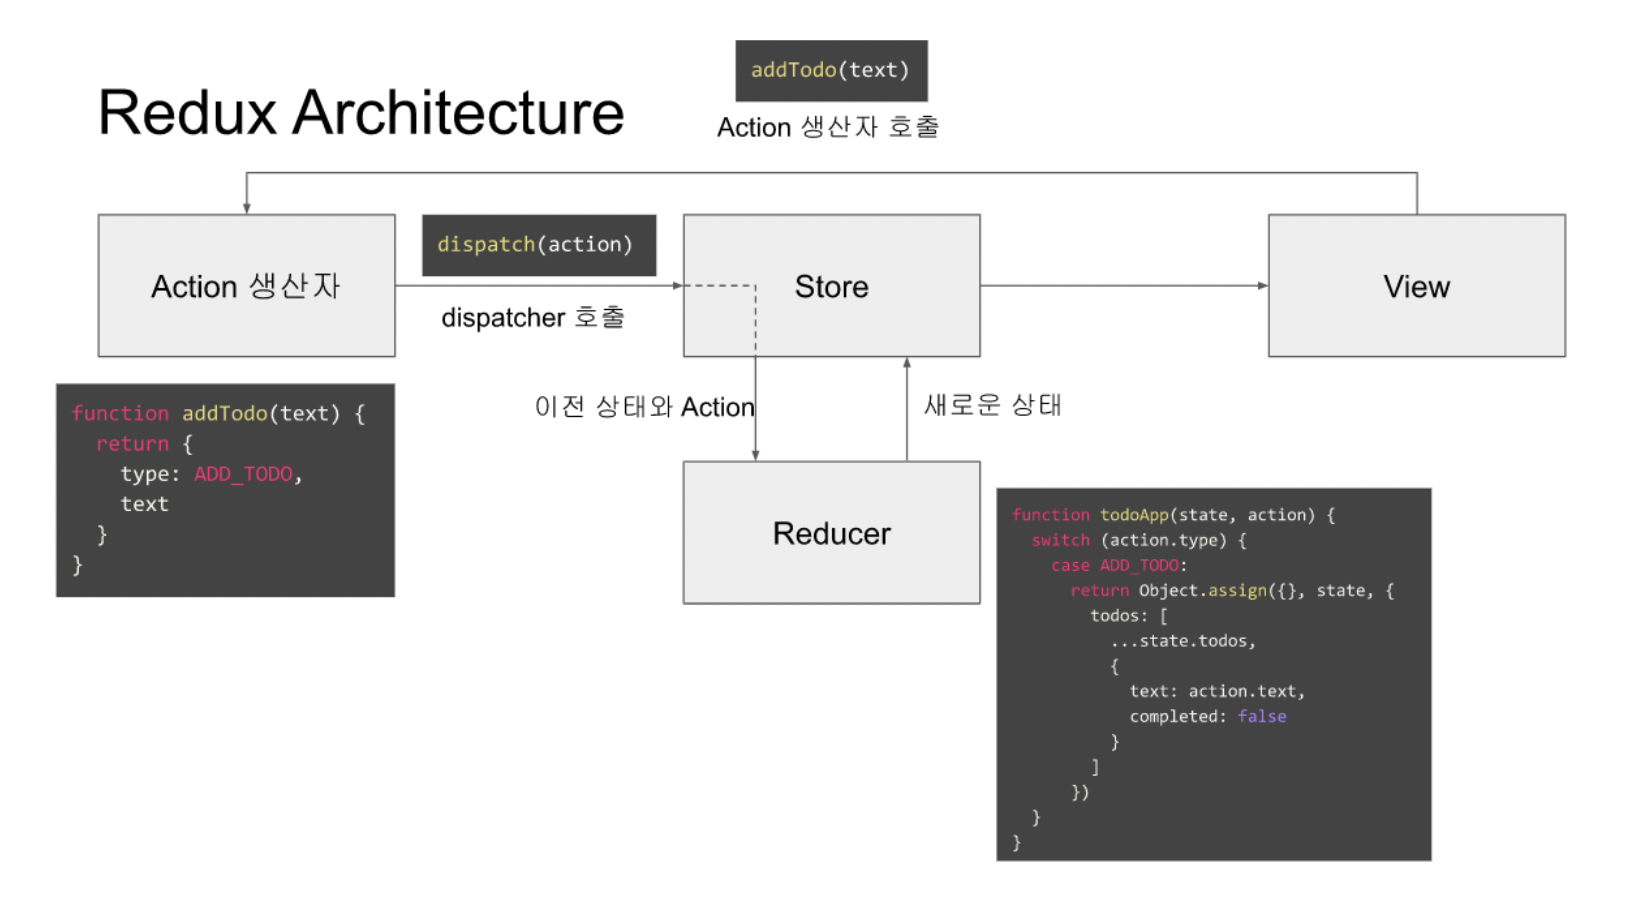 Redux Architecture
addTodo(text)
Action 생산자 호출
Action 생산자
dispatch(action)
dispatcher 호출
Store
View
이전 상태와 Action
새로운 상태
Reducer
function addTodo(text) {
  return {
    type: ADD_TODO,
    text
  }
}
function todoApp(state, action) {
  switch (action.type) {
    case ADD_TODO:
      return Object.assign({}, state, {
        todos: [
          ...state.todos,
          {
            text: action.text,
            completed: false
          }
        ]
      })
  }
}